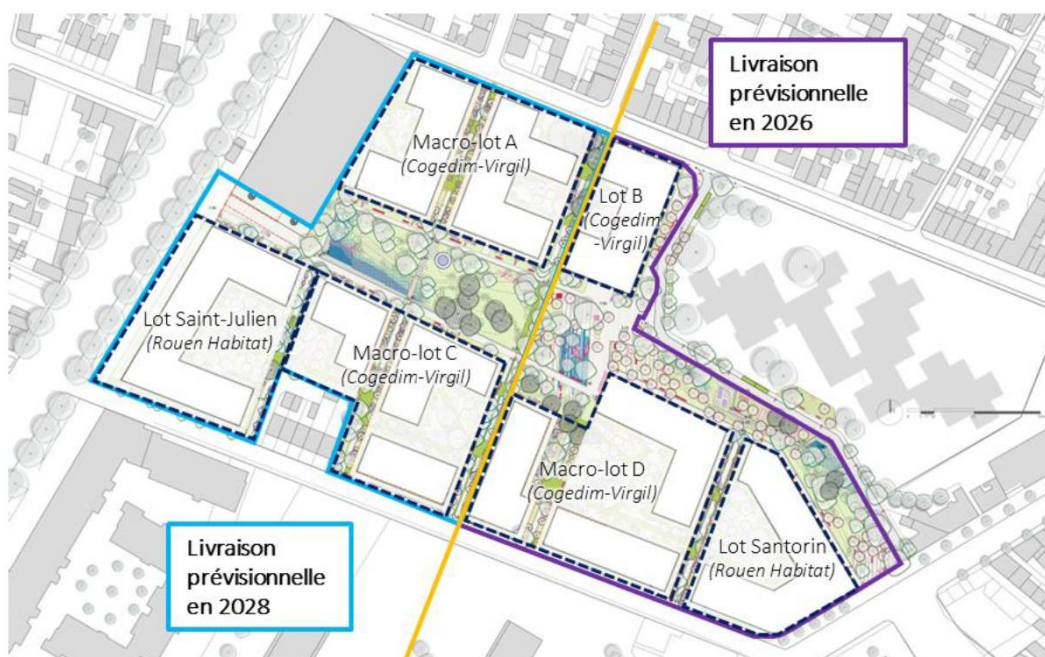 Livraison
prévisionnelle
en 2026
Macro-lot A
(Cogedim-Virgil)
Lot B
(Cogedim
-Virgil)
Lot Saint-Julien
(Rouen Habitat)
Macro-lot C
(Cogedim-Virgil)
Macro-lot D
(Cogedim-Virgil)
Lot Santorin
(Rouen Habitat)
Livraison
prévisionnelle
en 2028